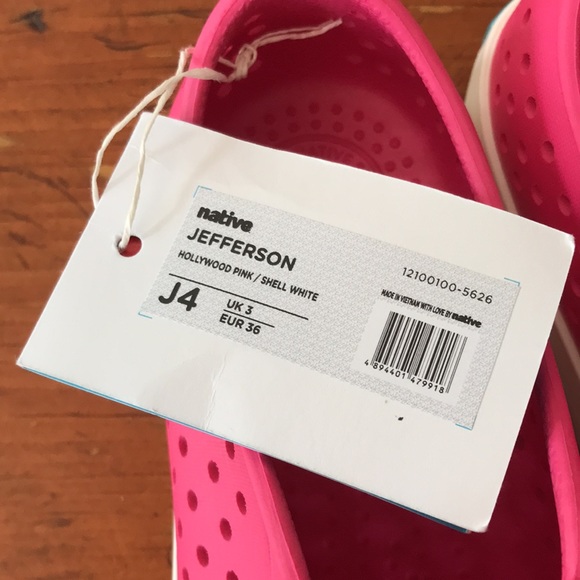 native
JEFFERSON
HOLLYWOOD PINK / SHELL WHITE
J4
UK 3
EUR 36
12100100-5626
MADE IN VIETNAM WITH LOVE BY native
4 894401 479918